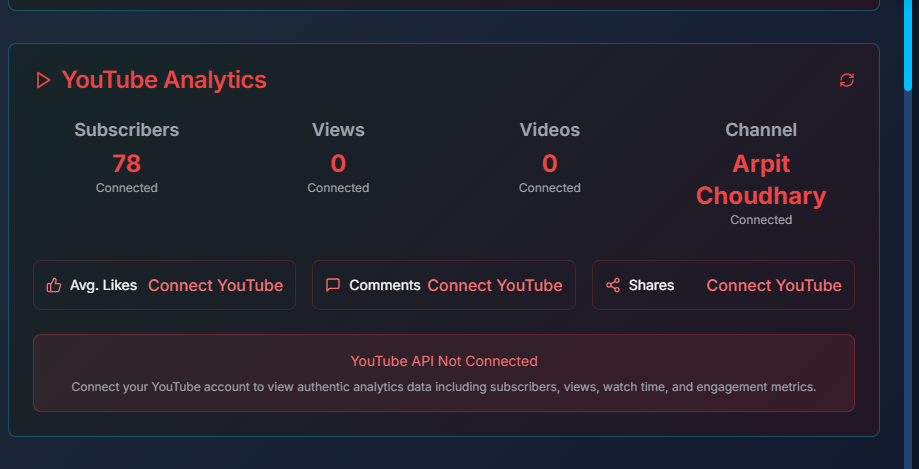 YouTube Analytics
Subscribers Views Videos Channel
78 0 0 Arpit
Choudhary
Connected Connected Connected Connected
Avg. Likes Connect YouTube Comments Connect YouTube Shares Connect YouTube
YouTube API Not Connected
Connect your YouTube account to view authentic analytics data including subscribers, views, watch time, and engagement metrics.